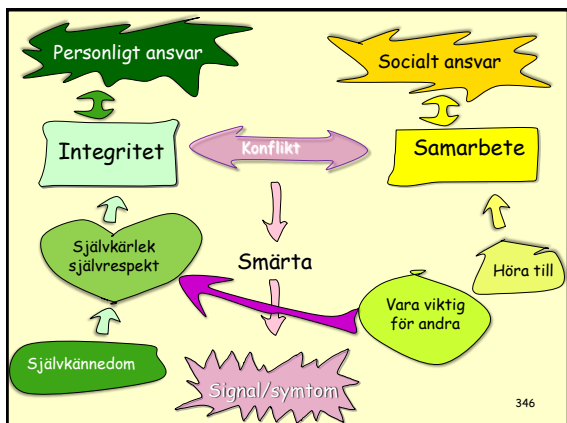 Personligt ansvar
Socialt ansvar
Integritet
Konflikt
Samarbete
Självkärlek
självrespekt
Smärta
Höra till
Vara viktig
för andra
Självkännedom
Signal/symtom
346